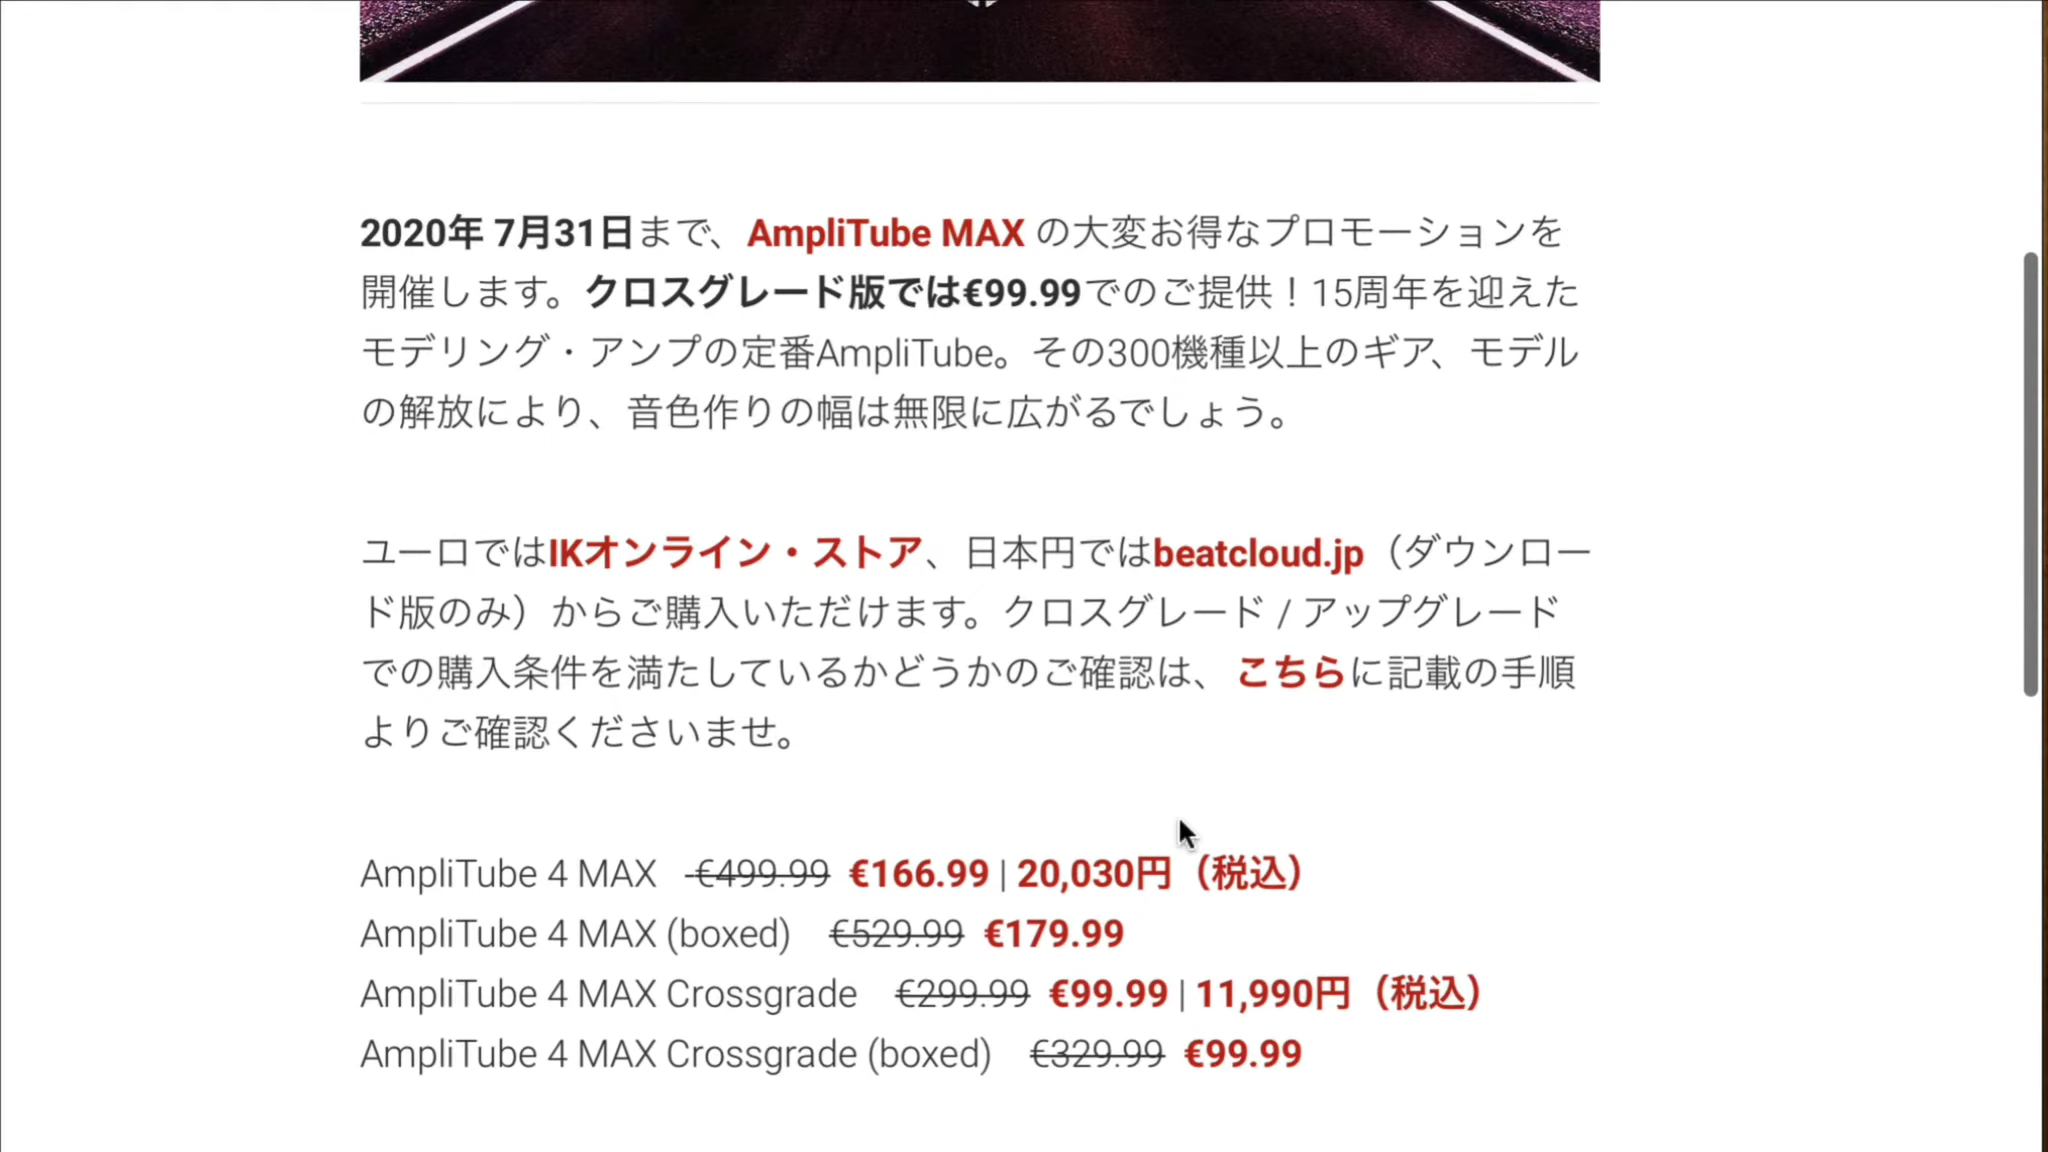 2020年 7月31日まで、AmpliTube MAX の大変お得なプロモーションを
開催します。クロスグレード版では€99.99でのご提供！15周年を迎えた
モデリング・アンプの定番AmpliTube。その300機種以上のギア、モデル
の解放により、音色作りの幅は無限に広がるでしょう。
ユーロではIKオンライン・ストア、日本円ではbeatcloud.jp（ダウンロー
ド版のみ）からご購入いただけます。クロスグレード / アップグレード
での購入条件を満たしているかどうかのご確認は、 こちらに記載の手順
よりご確認くださいませ。
AmpliTube 4 MAX -€499.99 €166.99 | 20,030円（税込）
AmpliTube 4 MAX (boxed) €529.99 €179.99
AmpliTube 4 MAX Crossgrade €299.99 €99.99 | 11,990円（税込）
AmpliTube 4 MAX Crossgrade (boxed) €329.99 €99.99